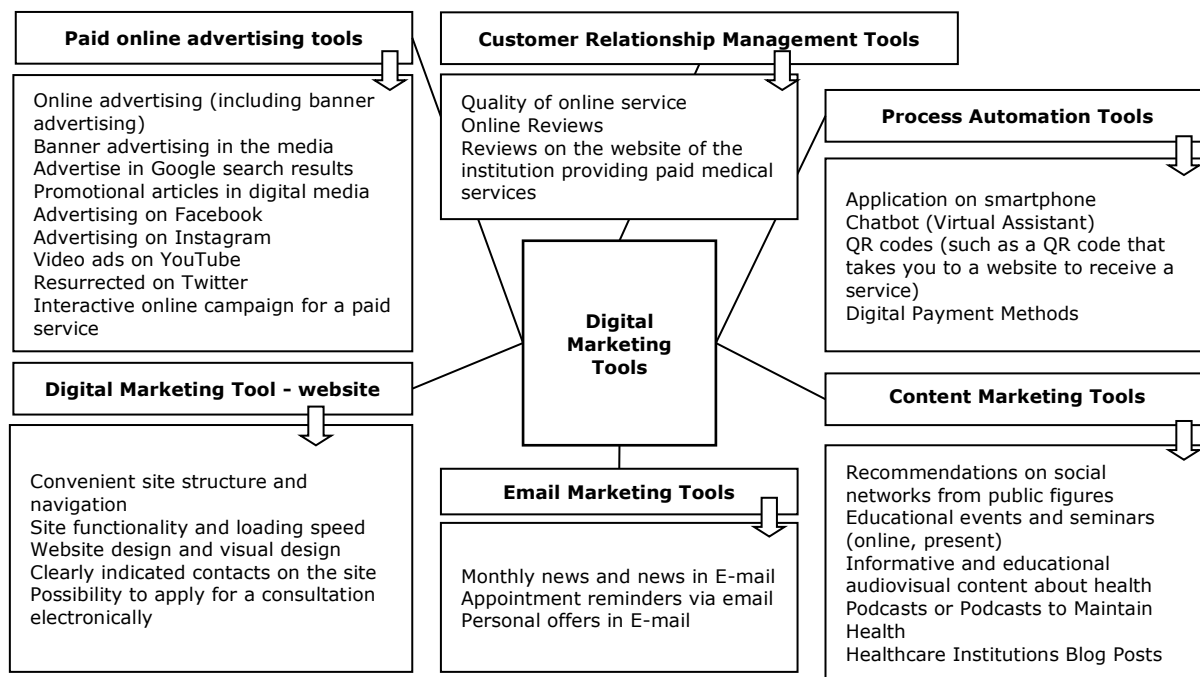 Paid online advertising tools
Online advertising (including banner
advertising)
Banner advertising in the media
Advertise in Google search results
Promotional articles in digital media
Advertising on Facebook
Advertising on Instagram
Video ads on YouTube
Resurrected on Twitter
Interactive online campaign for a paid
service
Customer Relationship Management Tools
Quality of online service
Online Reviews
Reviews on the website of the
institution providing paid medical
services
Process Automation Tools
Application on smartphone
Chatbot (Virtual Assistant)
QR codes (such as a QR code that
takes you to a website to receive a
service)
Digital Payment Methods
Digital
Marketing
Tools
Digital Marketing Tool - website
Convenient site structure and
navigation
Site functionality and loading speed
Website design and visual design
Clearly indicated contacts on the site
Possibility to apply for a consultation
electronically
Email Marketing Tools
Monthly news and news in E-mail
Appointment reminders via email
Personal offers in E-mail
Content Marketing Tools
Recommendations on social
networks from public figures
Educational events and seminars
(online, present)
Informative and educational
audiovisual content about health
Podcasts or Podcasts to Maintain
Health
Healthcare Institutions Blog Posts